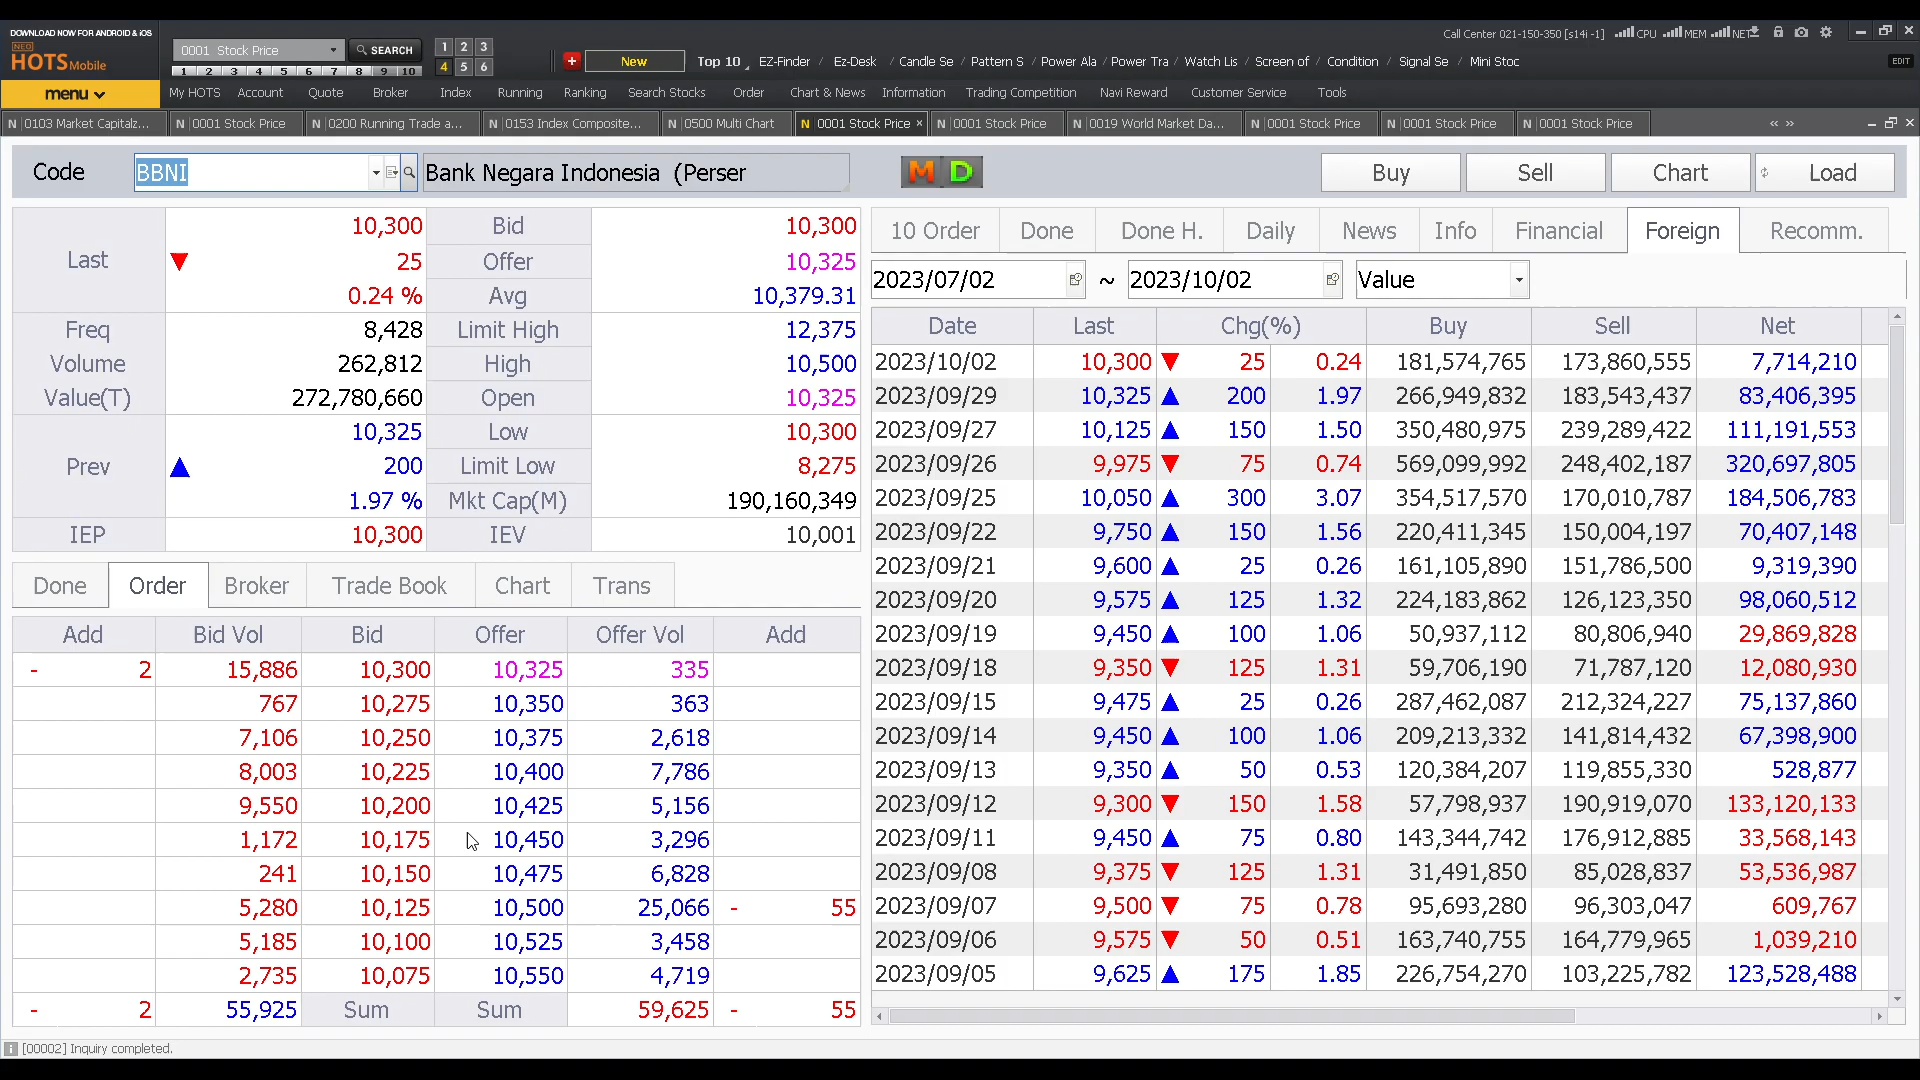 DOWNLOAD NOW FOR ANDROID & iOS
NEO
HOTS Mobile
0001 Stock Price
SEARCH
1 2 3 4 5 6 7 8 9 10
1 2 3
4 5 6
New
Top 10 EZ-Finder / Ez-Desk / Candle Se / Pattern S / Power Ala / Power Tra / Watch Lis / Screen of / Condition / Signal Se / Mini Stoc
Call Center 021-150-350 [s14i -1] CPU MEM NET
EDIT
menu
My HOTS Account Quote Broker Index Running Ranking Search Stocks Order Chart & News Information Trading Competition Navi Reward Customer Service Tools
N 0103 Market Capitalz... N 0001 Stock Price N 0200 Running Trade a... N 0153 Index Composite... N 0500 Multi Chart N 0001 Stock Price × N 0001 Stock Price N 0019 World Market Da... N 0001 Stock Price N 0001 Stock Price N 0001 Stock Price « »
Code BBNI Bank Negara Indonesia (Perser M D Buy Sell Chart Load
Last 10,300 Bid 10,300
▼ 25 Offer 10,325
0.24 % Avg 10,379.31
Freq 8,428 Limit High 12,375
Volume 262,812 High 10,500
Value(T) 272,780,660 Open 10,325
Prev 10,325 Low 10,300
▲ 200 Limit Low 8,275
1.97 % Mkt Cap(M) 190,160,349
IEP 10,300 IEV 10,001
Done Order Broker Trade Book Chart Trans
Add Bid Vol Bid Offer Offer Vol Add
- 2 15,886 10,300 10,325 335
767 10,275 10,350 363
7,106 10,250 10,375 2,618
8,003 10,225 10,400 7,786
9,550 10,200 10,425 5,156
1,172 10,175 10,450 3,296
241 10,150 10,475 6,828
5,280 10,125 10,500 25,066 - 55
5,185 10,100 10,525 3,458
2,735 10,075 10,550 4,719
- 2 55,925 Sum Sum 59,625 - 55
10 Order Done Done H. Daily News Info Financial Foreign Recomm.
2023/07/02 ~ 2023/10/02 Value
Date Last Chg(%) Buy Sell Net
2023/10/02 10,300 ▼ 25 0.24 181,574,765 173,860,555 7,714,210
2023/09/29 10,325 ▲ 200 1.97 266,949,832 183,543,437 83,406,395
2023/09/27 10,125 ▲ 150 1.50 350,480,975 239,289,422 111,191,553
2023/09/26 9,975 ▼ 75 0.74 569,099,992 248,402,187 320,697,805
2023/09/25 10,050 ▲ 300 3.07 354,517,570 170,010,787 184,506,783
2023/09/22 9,750 ▲ 150 1.56 220,411,345 150,004,197 70,407,148
2023/09/21 9,600 ▲ 25 0.26 161,105,890 151,786,500 9,319,390
2023/09/20 9,575 ▲ 125 1.32 224,183,862 126,123,350 98,060,512
2023/09/19 9,450 ▲ 100 1.06 50,937,112 80,806,940 29,869,828
2023/09/18 9,350 ▼ 125 1.31 59,706,190 71,787,120 12,080,930
2023/09/15 9,475 ▲ 25 0.26 287,462,087 212,324,227 75,137,860
2023/09/14 9,450 ▲ 100 1.06 209,213,332 141,814,432 67,398,900
2023/09/13 9,350 ▲ 50 0.53 120,384,207 119,855,330 528,877
2023/09/12 9,300 ▼ 150 1.58 57,798,937 190,919,070 133,120,133
2023/09/11 9,450 ▲ 75 0.80 143,344,742 176,912,885 33,568,143
2023/09/08 9,375 ▼ 125 1.31 31,491,850 85,028,837 53,536,987
2023/09/07 9,500 ▼ 75 0.78 95,693,280 96,303,047 609,767
2023/09/06 9,575 ▼ 50 0.51 163,740,755 164,779,965 1,039,210
2023/09/05 9,625 ▲ 175 1.85 226,754,270 103,225,782 123,528,488
[00002] Inquiry completed.